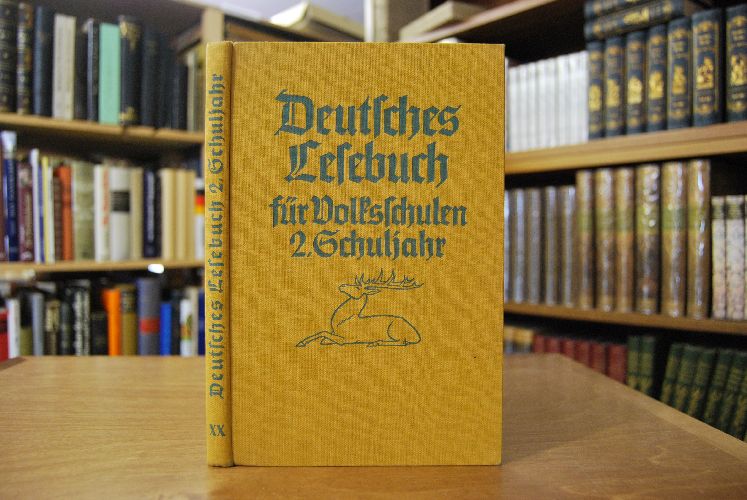 Deutſches
Leſebuch
für Volksſchulen
2. Schuljahr
Deutſches Leſebuch 2. Schuljahr
XX